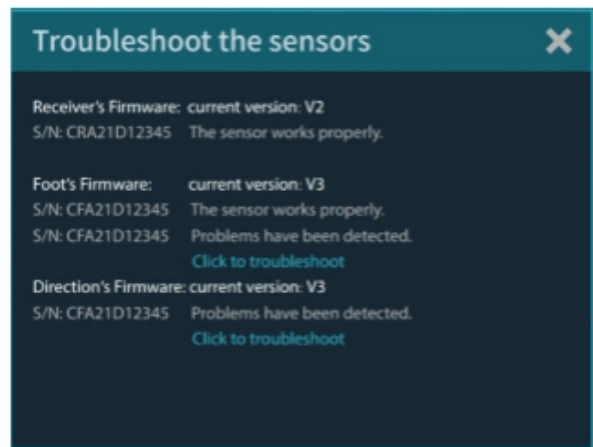 Troubleshoot the sensors
Receiver's Firmware: current version: V2
S/N: CRA21D12345 The sensor works properly.
Foot's Firmware: current version: V3
S/N: CFA21D12345 The sensor works properly.
S/N: CFA21D12345 Problems have been detected.
Click to troubleshoot
Direction's Firmware: current version: V3
S/N: CFA21D12345 Problems have been detected.
Click to troubleshoot